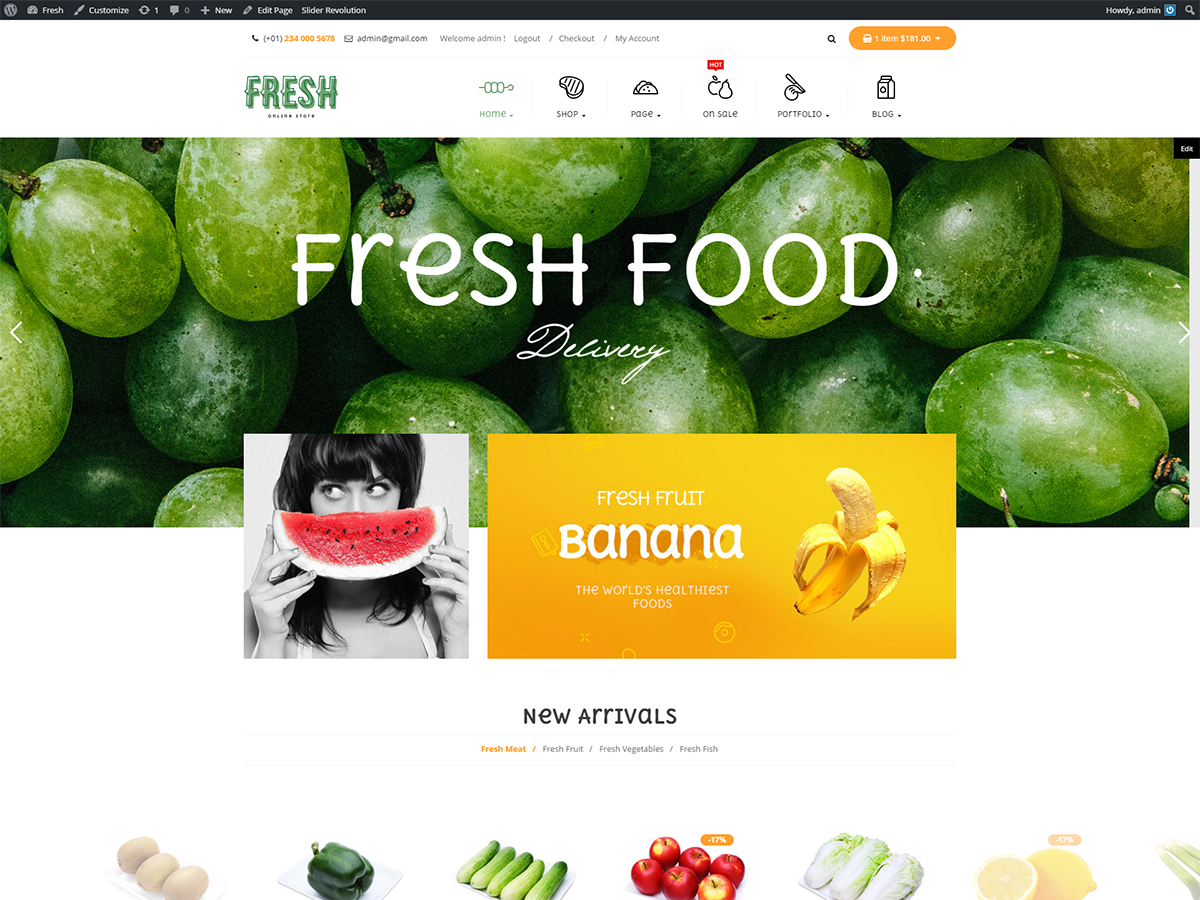 Fresh Customize 1 0 New Edit Page Slider Revolution Howdy, admin
(+01) 234 000 5678 admin@gmail.com Welcome admin ! Logout / Checkout / My Account 1 item $181.00
HOT
FRESH
online store
Home SHOP Page On Sale Portfolio Blog
Edit
Fresh Food.
Delivery
Fresh Fruit
Banana
The World's Healthiest
Foods
New Arrivals
Fresh Meat / Fresh Fruit / Fresh Vegetables / Fresh Fish
-17% -17%